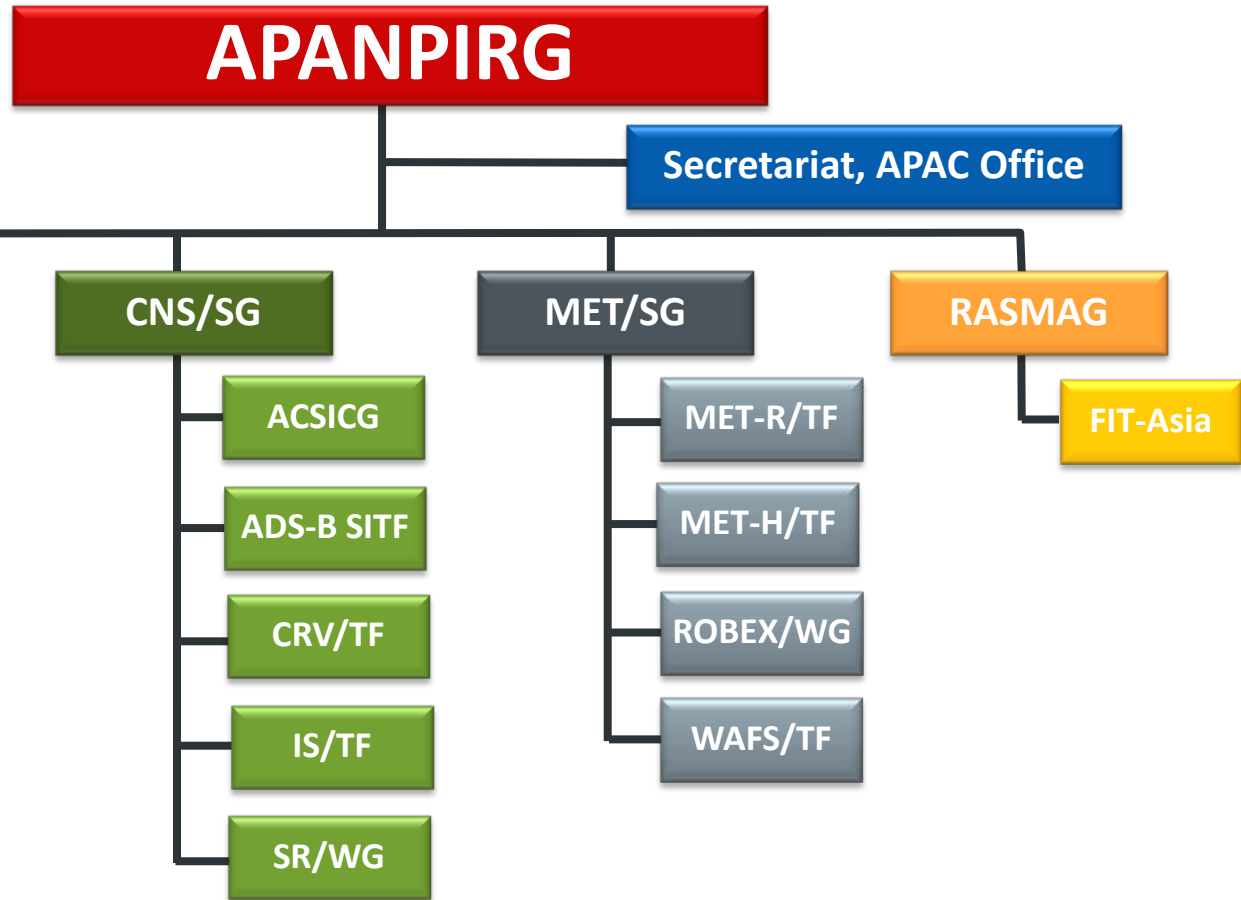 APANPIRG
Secretariat, APAC Office
CNS/SG
MET/SG
RASMAG
ACSICG
ADS-B SITF
CRV/TF
IS/TF
SR/WG
MET-R/TF
MET-H/TF
ROBEX/WG
WAFS/TF
FIT-Asia